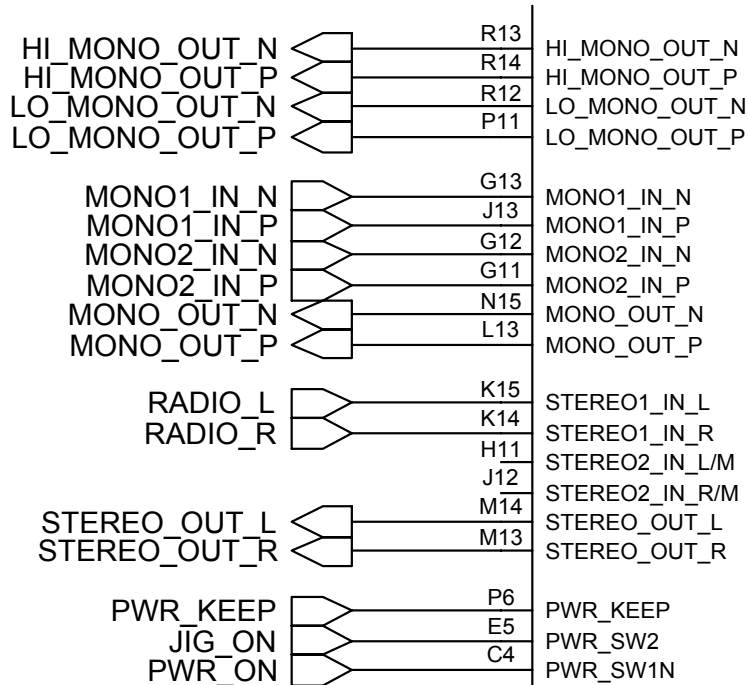 HI_MONO_OUT_N R13 HI_MONO_OUT_N
HI_MONO_OUT_P R14 HI_MONO_OUT_P
LO_MONO_OUT_N R12 LO_MONO_OUT_N
LO_MONO_OUT_P P11 LO_MONO_OUT_P
MONO1_IN_N G13 MONO1_IN_N
MONO1_IN_P J13 MONO1_IN_P
MONO2_IN_N G12 MONO2_IN_N
MONO2_IN_P G11 MONO2_IN_P
MONO_OUT_N N15 MONO_OUT_N
MONO_OUT_P L13 MONO_OUT_P
RADIO_L K15 STEREO1_IN_L
RADIO_R K14 STEREO1_IN_R
H11 STEREO2_IN_L/M
J12 STEREO2_IN_R/M
STEREO_OUT_L M14 STEREO_OUT_L
STEREO_OUT_R M13 STEREO_OUT_R
PWR_KEEP P6 PWR_KEEP
JIG_ON E5 PWR_SW2
PWR_ON C4 PWR_SW1N